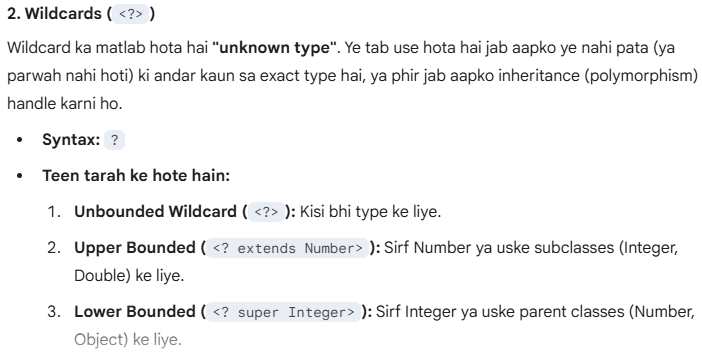 2. Wildcards ( <?> )
Wildcard ka matlab hota hai "unknown type". Ye tab use hota hai jab aapko ye nahi pata (ya
parwah nahi hoti) ki andar kaun sa exact type hai, ya phir jab aapko inheritance (polymorphism)
handle karni ho.
• Syntax: ?
• Teen tarah ke hote hain:
1. Unbounded Wildcard ( <?> ): Kisi bhi type ke liye.
2. Upper Bounded ( <? extends Number> ): Sirf Number ya uske subclasses (Integer,
Double) ke liye.
3. Lower Bounded ( <? super Integer> ): Sirf Integer ya uske parent classes (Number,
Object) ke liye.